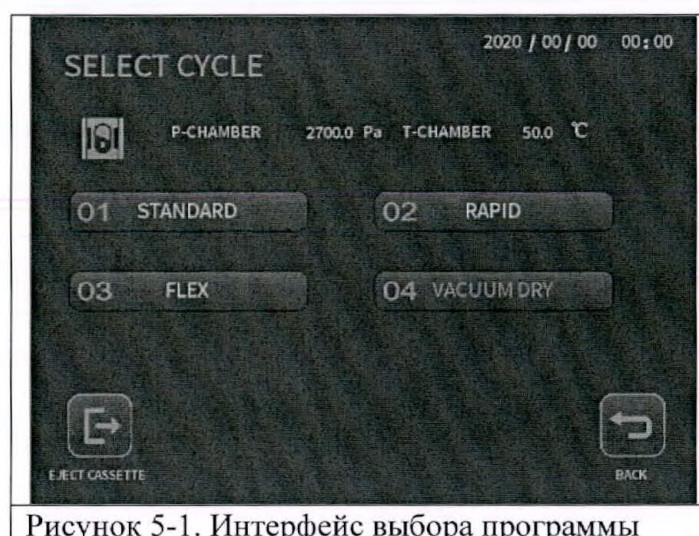 2020 / 00 / 00 00:00
SELECT CYCLE
P-CHAMBER 2700.0 Pa T-CHAMBER 50.0 ℃
01 STANDARD
02 RAPID
03 FLEX
04 VACUUM DRY
EJECT CASSETTE
BACK
Рисунок 5-1. Интерфейс выбора программы